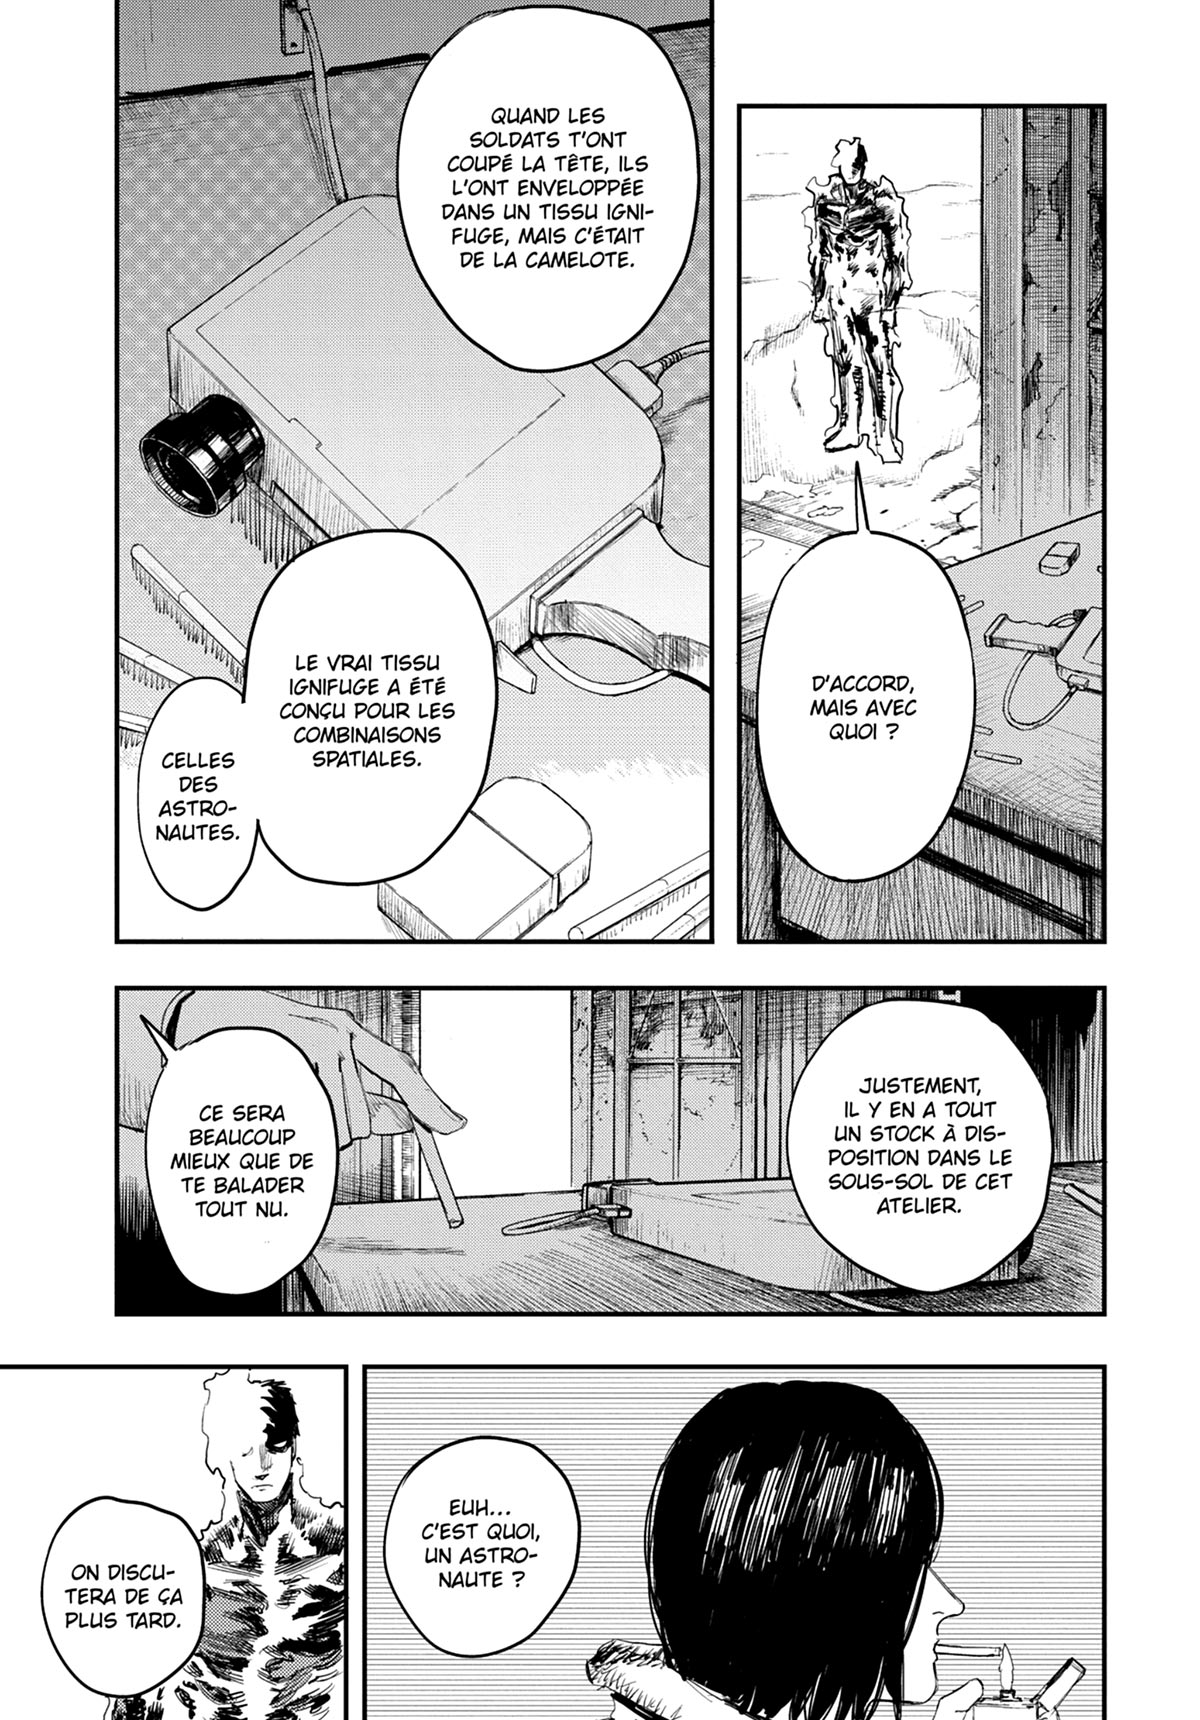 D'ACCORD,
MAIS AVEC
QUOI ?
QUAND LES
SOLDATS T'ONT
COUPÉ LA TÊTE, ILS
L'ONT ENVELOPPÉE
DANS UN TISSU IGNI-
FUGE, MAIS C'ÉTAIT
DE LA CAMELOTE.
LE VRAI TISSU
IGNIFUGE A ÉTÉ
CONÇU POUR LES
COMBINAISONS
SPATIALES.
CELLES
DES
ASTRO-
NAUTES.
JUSTEMENT,
IL Y EN A TOUT
UN STOCK À DIS-
POSITION DANS LE
SOUS-SOL DE CET
ATELIER.
CE SERA
BEAUCOUP
MIEUX QUE DE
TE BALADER
TOUT NU.
EUH...
C'EST QUOI,
UN ASTRO-
NAUTE ?
ON DISCU-
TERA DE ÇA
PLUS TARD.